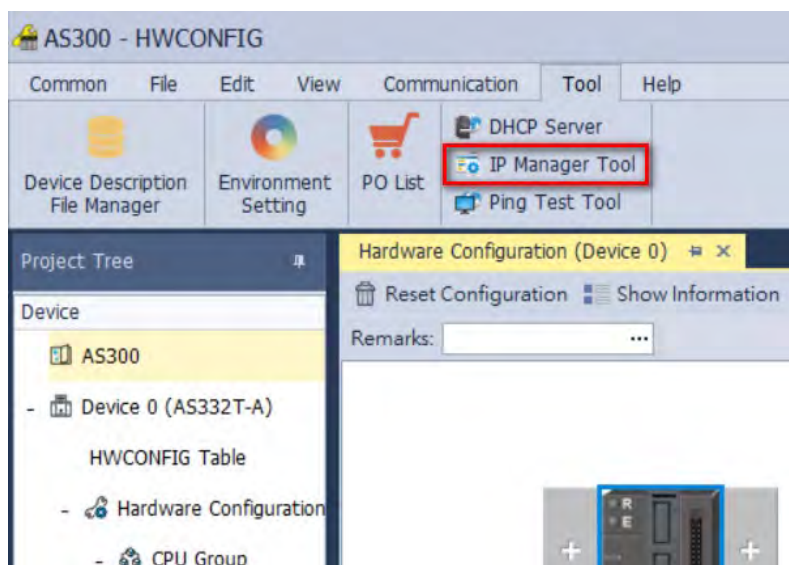 AS300 - HWCONFIG
Common File Edit View Communication Tool Help
DHCP Server
IP Manager Tool
Ping Test Tool
Device Description
File Manager
Environment
Setting
PO List
Project Tree
Hardware Configuration (Device 0)
Reset Configuration Show Information
Device
Remarks: ...
AS300
- Device 0 (AS332T-A)
HWCONFIG Table
- Hardware Configuration
- CPU Group
R
E